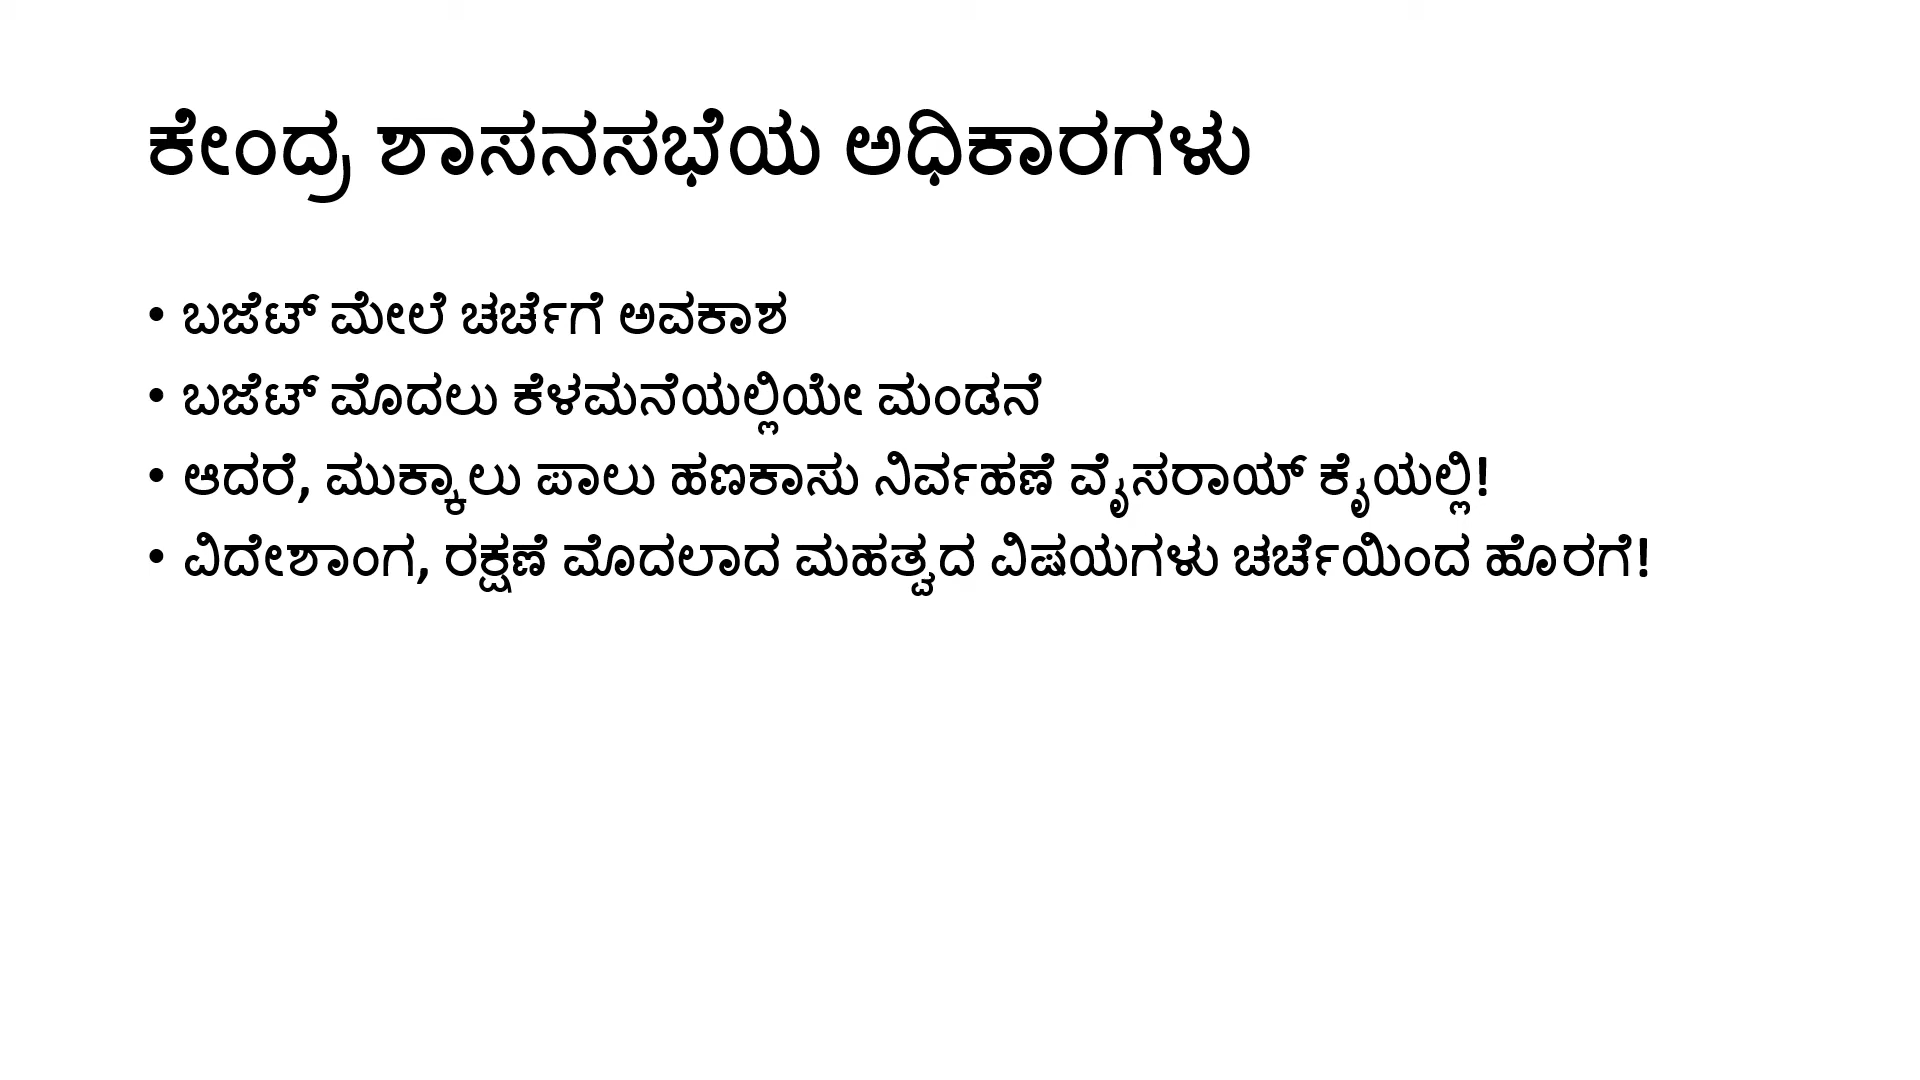 ಕೇಂದ್ರ ಶಾಸನಸಭೆಯ ಅಧಿಕಾರಗಳು
• ಬಜೆಟ್ ಮೇಲೆ ಚರ್ಚೆಗೆ ಅವಕಾಶ
• ಬಜೆಟ್ ಮೊದಲು ಕೆಳಮನೆಯಲ್ಲಿಯೇ ಮಂಡನೆ
• ಆದರೆ, ಮುಕ್ಕಾಲು ಪಾಲು ಹಣಕಾಸು ನಿರ್ವಹಣೆ ವೈಸರಾಯ್ ಕೈಯಲ್ಲಿ!
• ವಿದೇಶಾಂಗ, ರಕ್ಷಣೆ ಮೊದಲಾದ ಮಹತ್ವದ ವಿಷಯಗಳು ಚರ್ಚೆಯಿಂದ ಹೊರಗೆ!